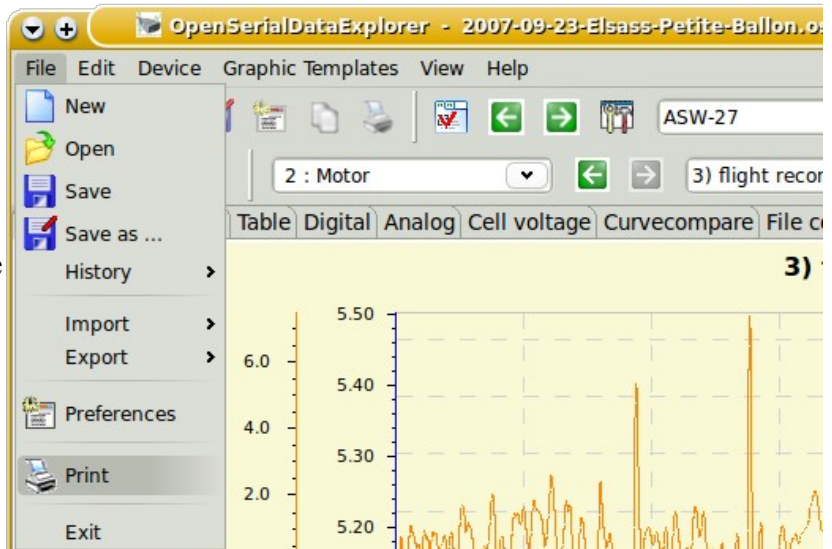 OpenSerialDataExplorer - 2007-09-23-Elsass-Petite-Ballon.os
File Edit Device Graphic Templates View Help
New
ASW-27
Open
2 : Motor
3) flight recor
Save
Save as ...
Table Digital Analog Cell voltage Curvecompare File c
History
3)
5.50
Import
Export
6.0
5.40
Preferences
4.0
5.30
Print
2.0
5.20
Exit